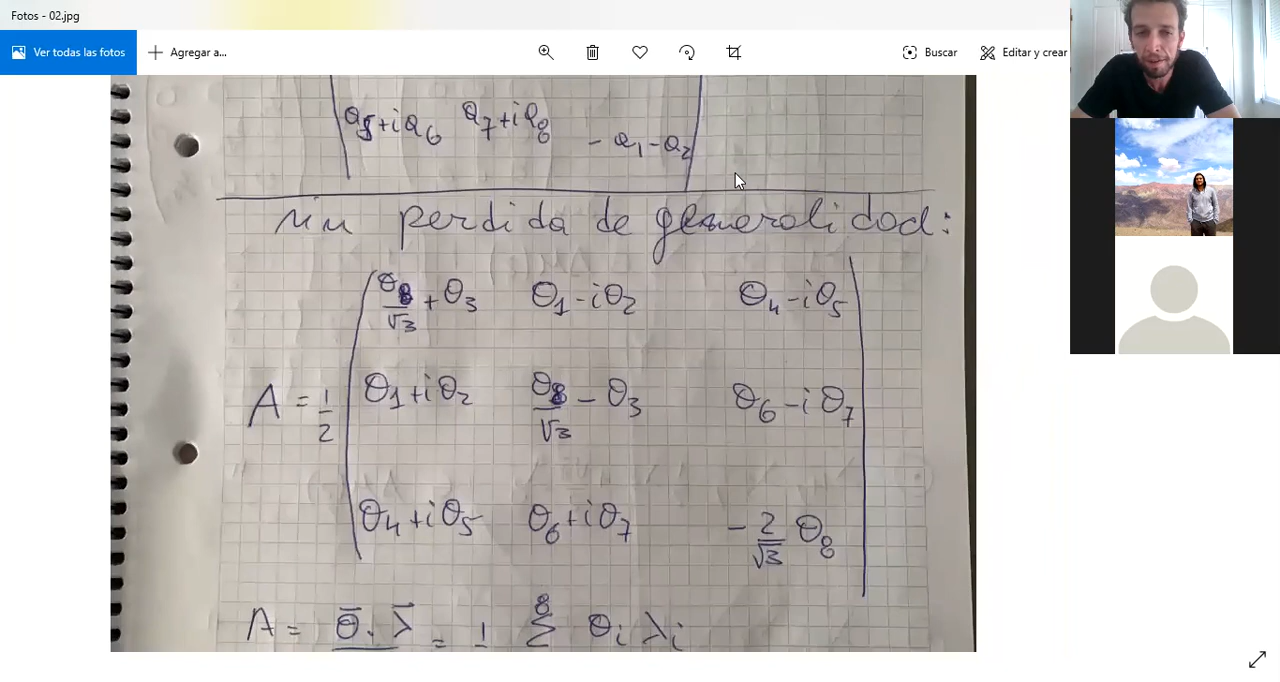 Fotos - 02.jpg
Ver todas las fotos
Agregar a...
Buscar
Editar y crear
a5+ia6 a7+ia8 -a1-a2
sin perdida de generalidad:
θ8/√3 + θ3 θ1-iθ2 θ4-iθ5
A = 1/2 θ1+iθ2 θ8/√3 - θ3 θ6-iθ7
θ4+iθ5 θ6+iθ7 -2/√3 θ8
A = θ̄.λ̄ = 1 8∑ θi λi